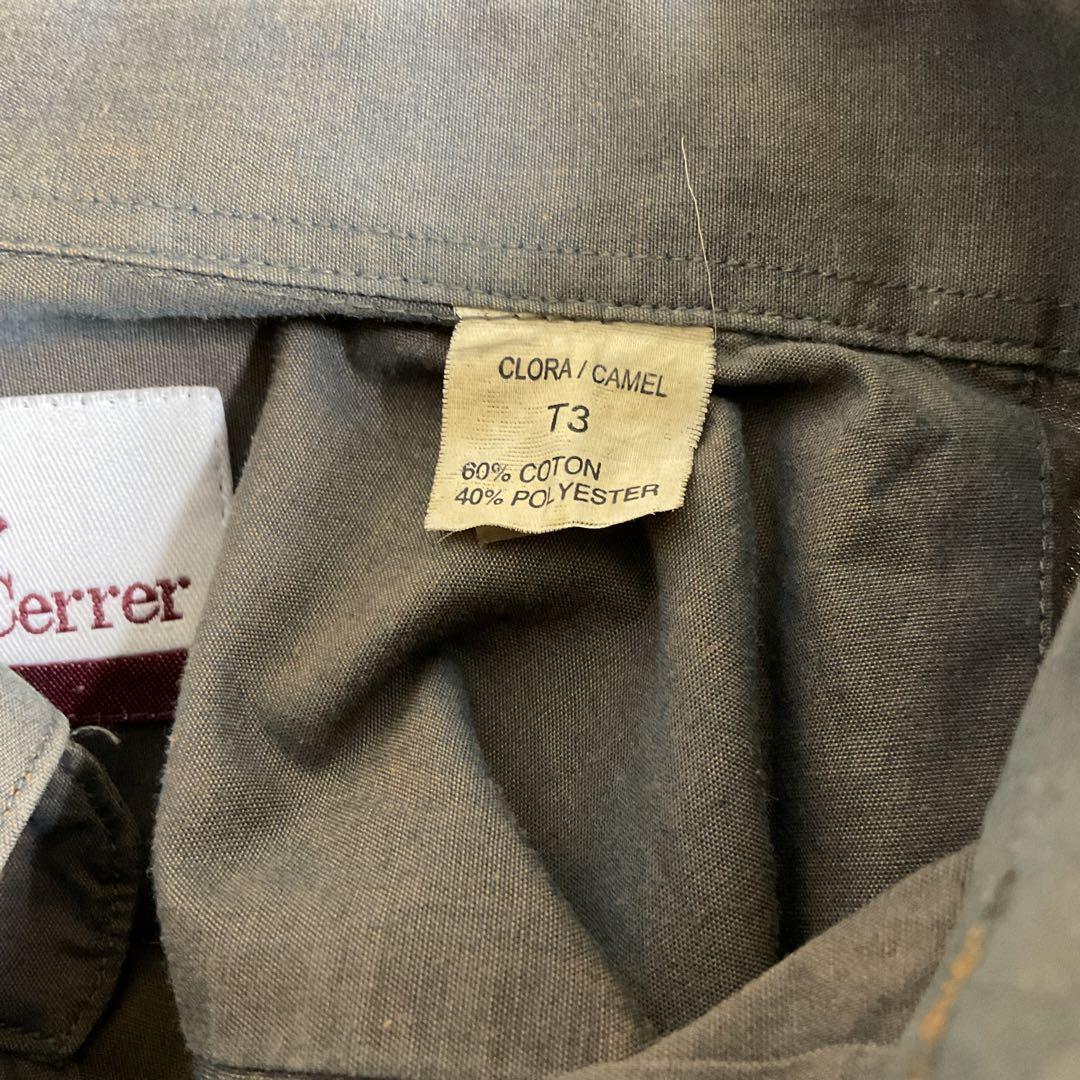 CLORA / CAMEL
T3
60% COTON
40% POLYESTER
Cerrer